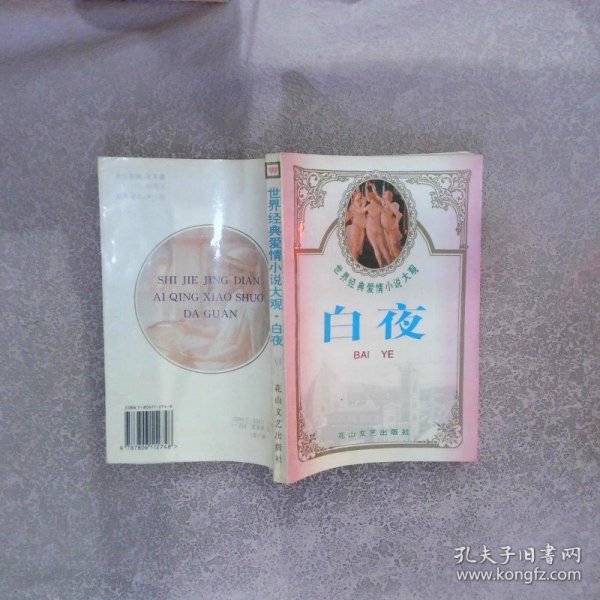 世界经典爱情小说大观
白夜
BAI YE
花山文艺出版社
世界经典爱情小说大观·白夜
花山文艺出版社
SHI JIE JING DIAN
AI QING XIAO SHUO
DA GUAN
9 787806 112748 >
孔夫子旧书网
www.kongfz.com